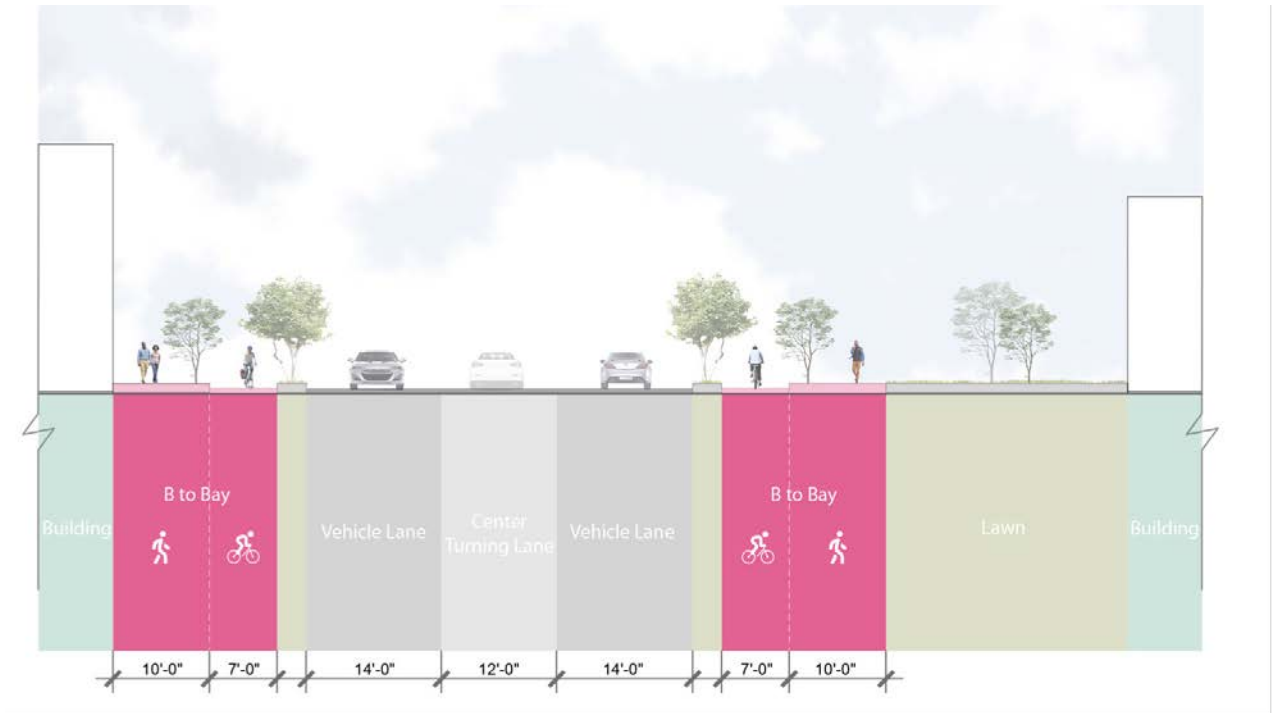 B to Bay
B to Bay
Building
Vehicle Lane
Center
Turning Lane
Vehicle Lane
Lawn
Building
10'-0"
7'-0"
14'-0"
12'-0"
14'-0"
7'-0"
10'-0"